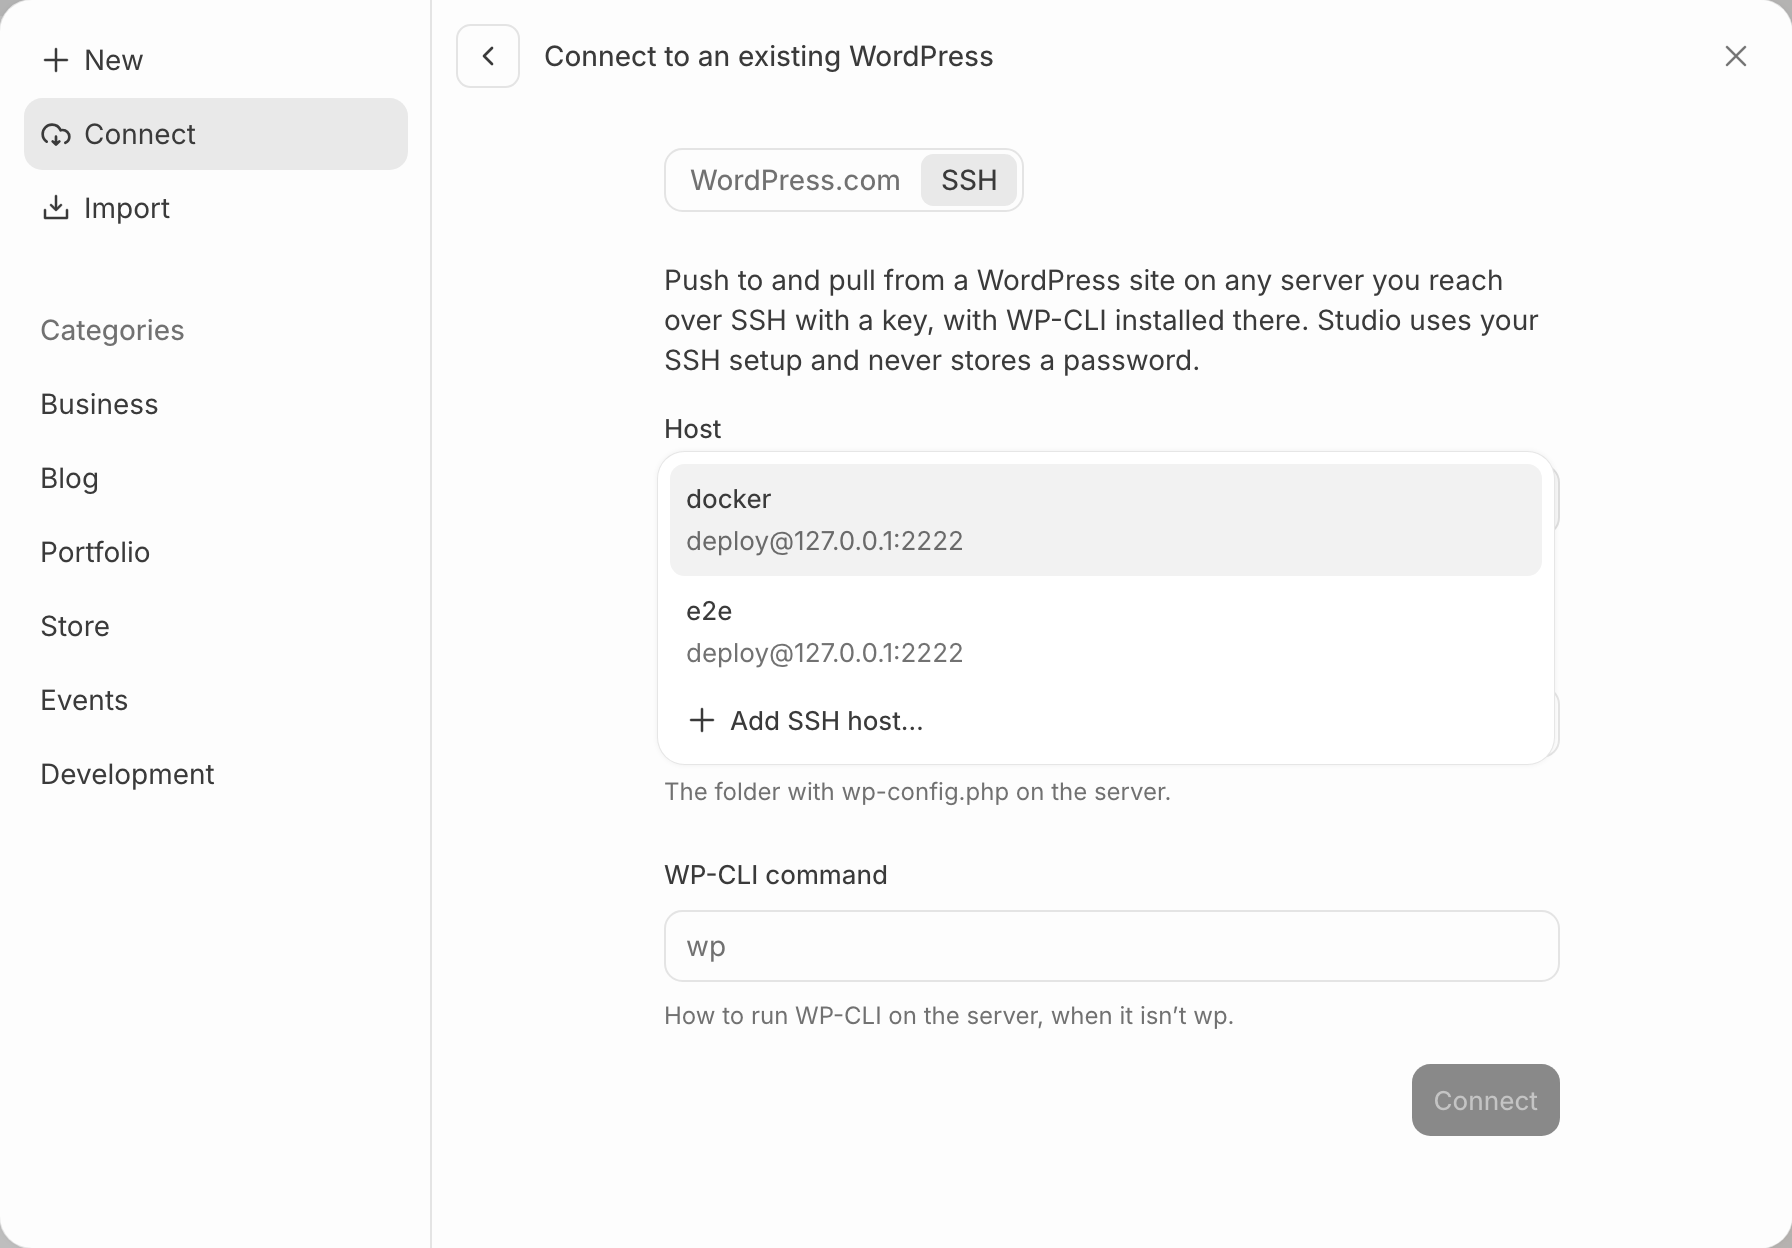 New
Connect
Import
Categories
Business
Blog
Portfolio
Store
Events
Development
Connect to an existing WordPress
WordPress.com
SSH
Push to and pull from a WordPress site on any server you reach
over SSH with a key, with WP-CLI installed there. Studio uses your
SSH setup and never stores a password.
Host
docker
deploy@127.0.0.1:2222
e2e
deploy@127.0.0.1:2222
Add SSH host...
The folder with wp-config.php on the server.
WP-CLI command
wp
How to run WP-CLI on the server, when it isn’t wp.
Connect